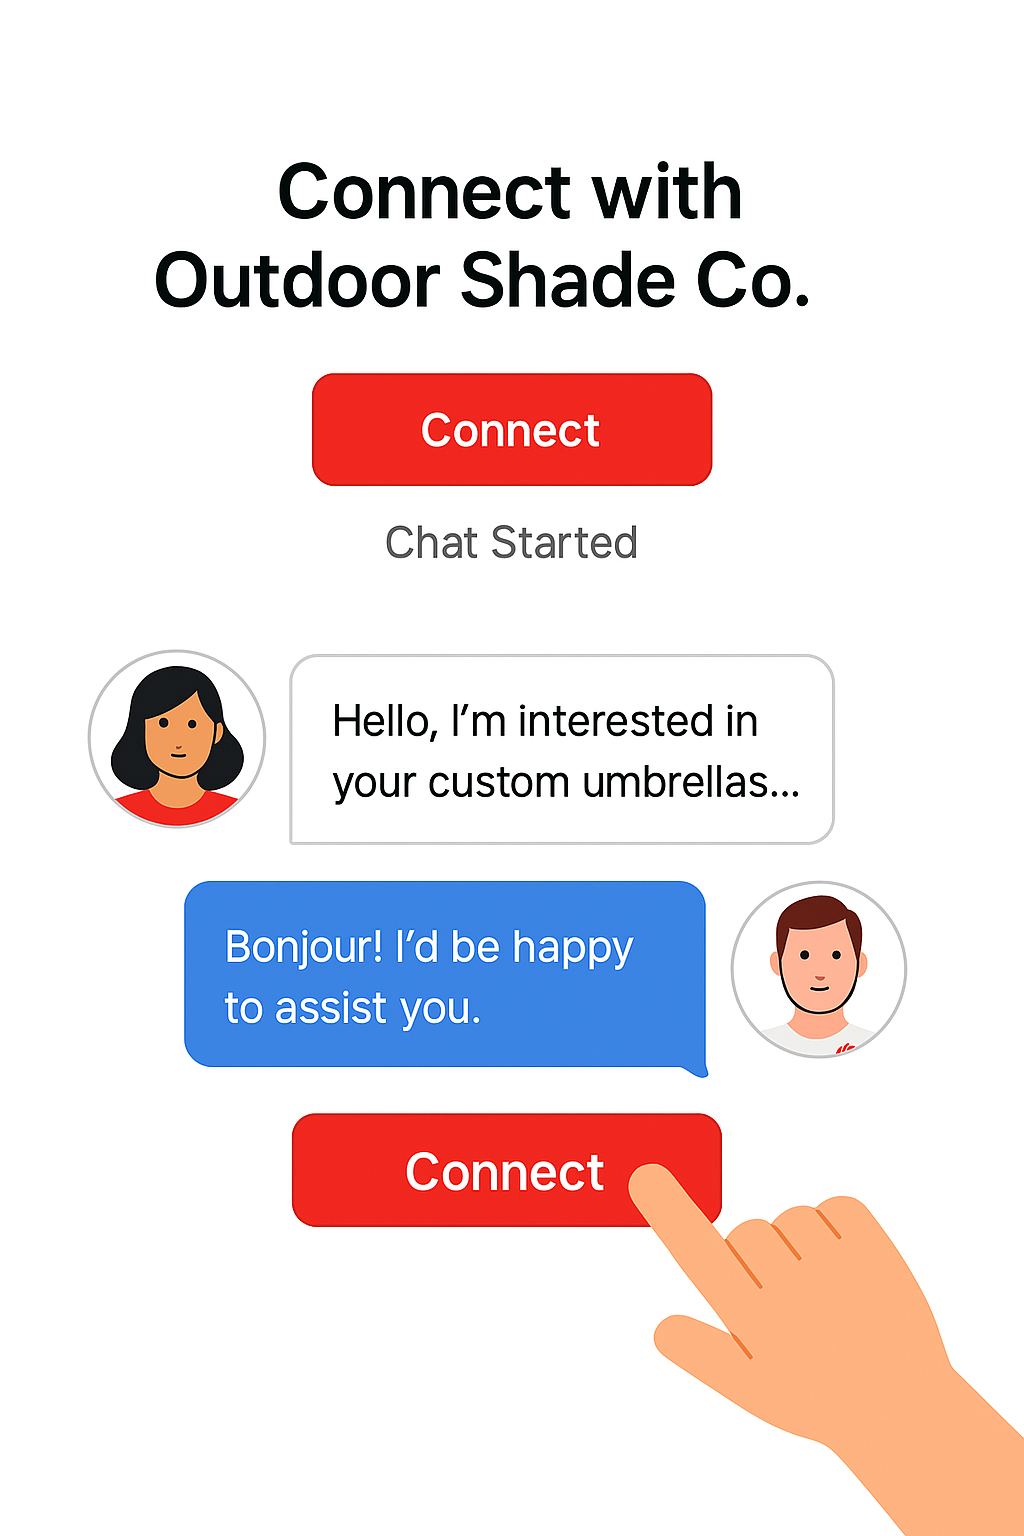 Connect with
Outdoor Shade Co.
Connect
Chat Started
Hello, I’m interested in
your custom umbrellas...
Bonjour! I’d be happy
to assist you.
Connect